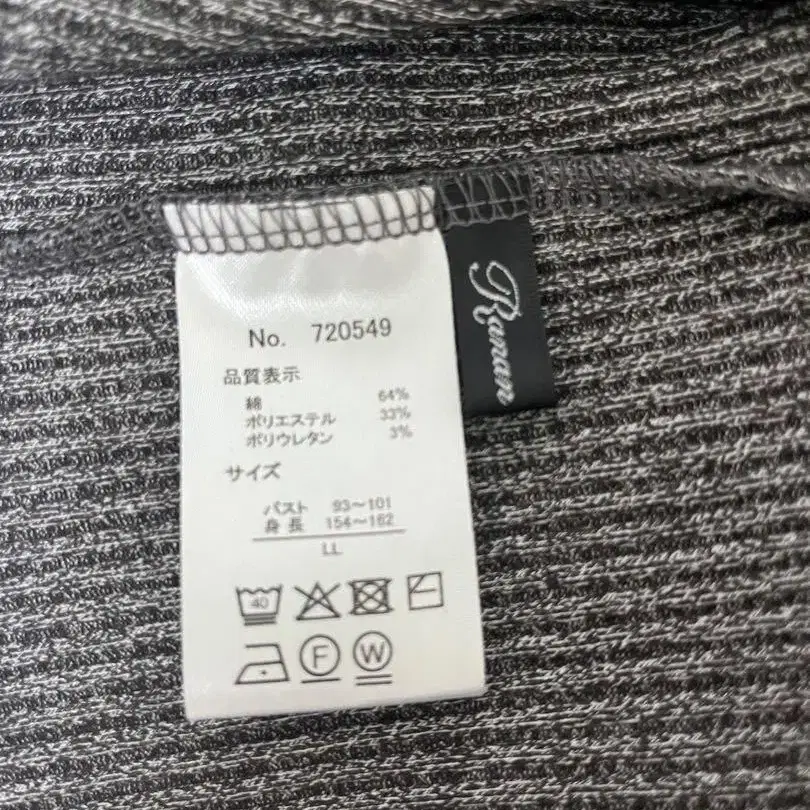 No. 720549
品質表示
綿 64%
ポリエステル 33%
ポリウレタン 3%
サイズ
バスト 93〜101
身長 154〜162
LL
40
F W